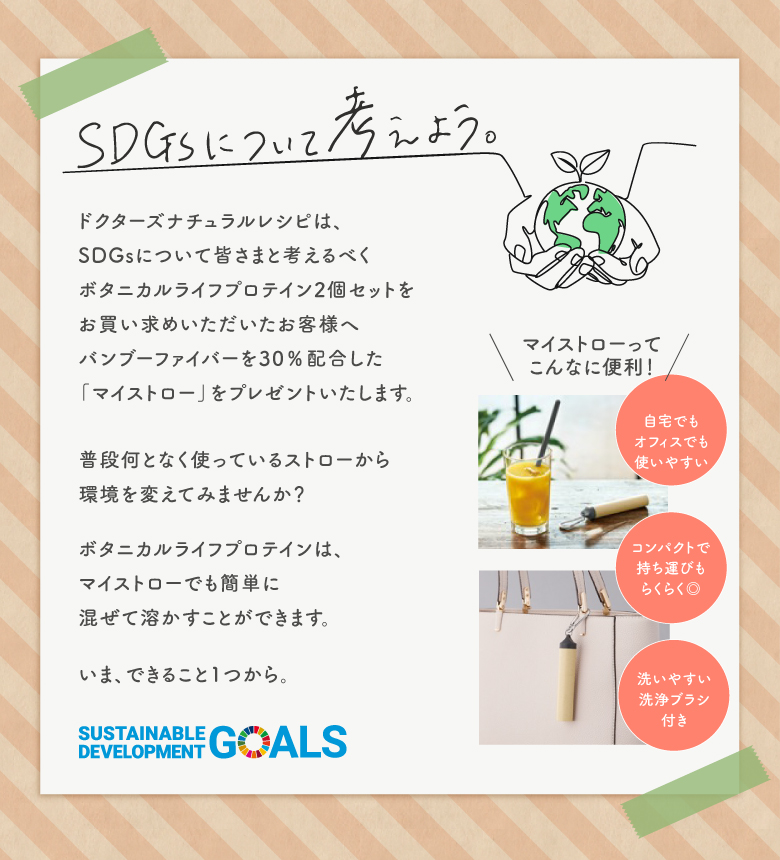 SDGsについて考えよう。
ドクターズナチュラルレシピは、
SDGsについて皆さまと考えるべく
ボタニカルライフプロテイン2個セットを
お買い求めいただいたお客様へ
バンブーファイバーを30%配合した
「マイストロー」をプレゼントいたします。
普段何となく使っているストローから
環境を変えてみませんか?
ボタニカルライフプロテインは、
マイストローでも簡単に
混ぜて溶かすことができます。
いま、できること1つから。
SUSTAINABLE
DEVELOPMENT GOALS
マイストローって
こんなに便利!
自宅でも
オフィスでも
使いやすい
コンパクトで
持ち運びも
らくらく◎
洗いやすい
洗浄ブラシ
付き